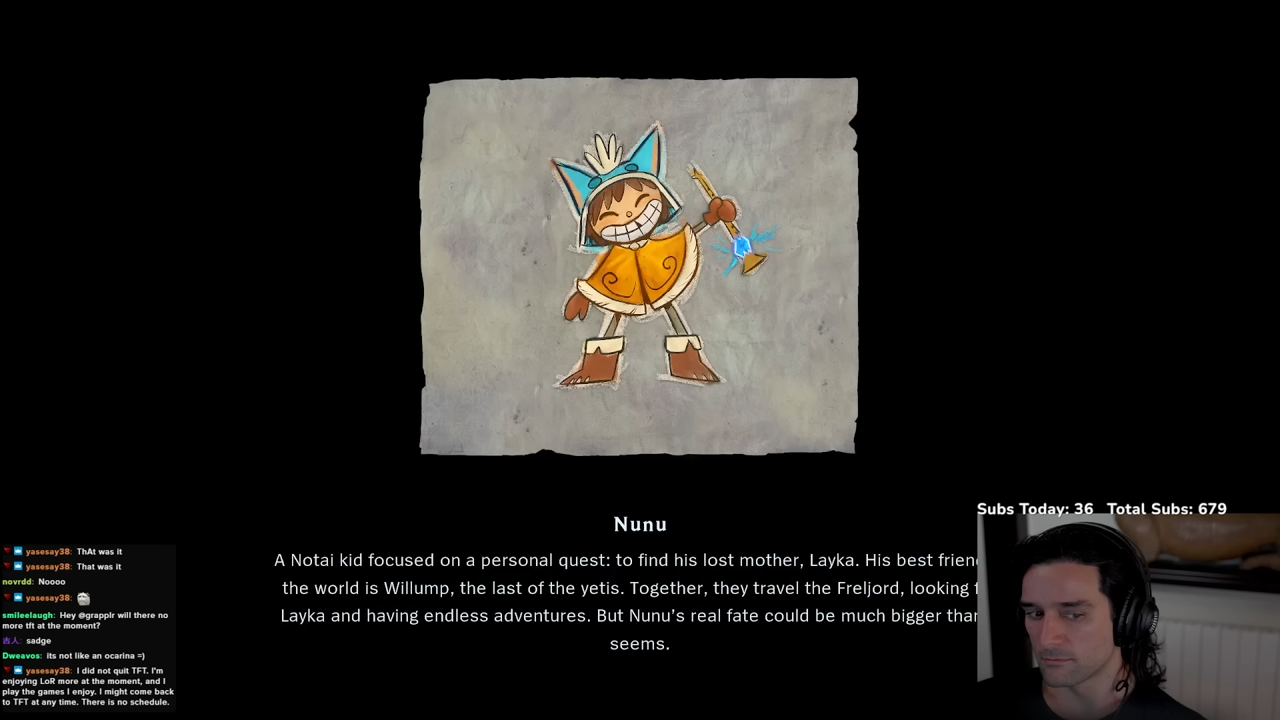 Subs Today: 36 Total Subs: 679
Nunu
A Notai kid focused on a personal quest: to find his lost mother, Layka. His best frien
the world is Willump, the last of the yetis. Together, they travel the Freljord, looking f
Layka and having endless adventures. But Nunu's real fate could be much bigger than
seems.
yasesay38: ThAt was it
yasesay38: That was it
novrdd: Noooo
yasesay38:
smileelaugh: Hey @grapplr will there no
more tft at the moment?
古人: sadge
Dweavos: its not like an ocarina =)
yasesay38: I did not quit TFT. I'm
enjoying LoR more at the moment, and I
play the games I enjoy. I might come back
to TFT at any time. There is no schedule.